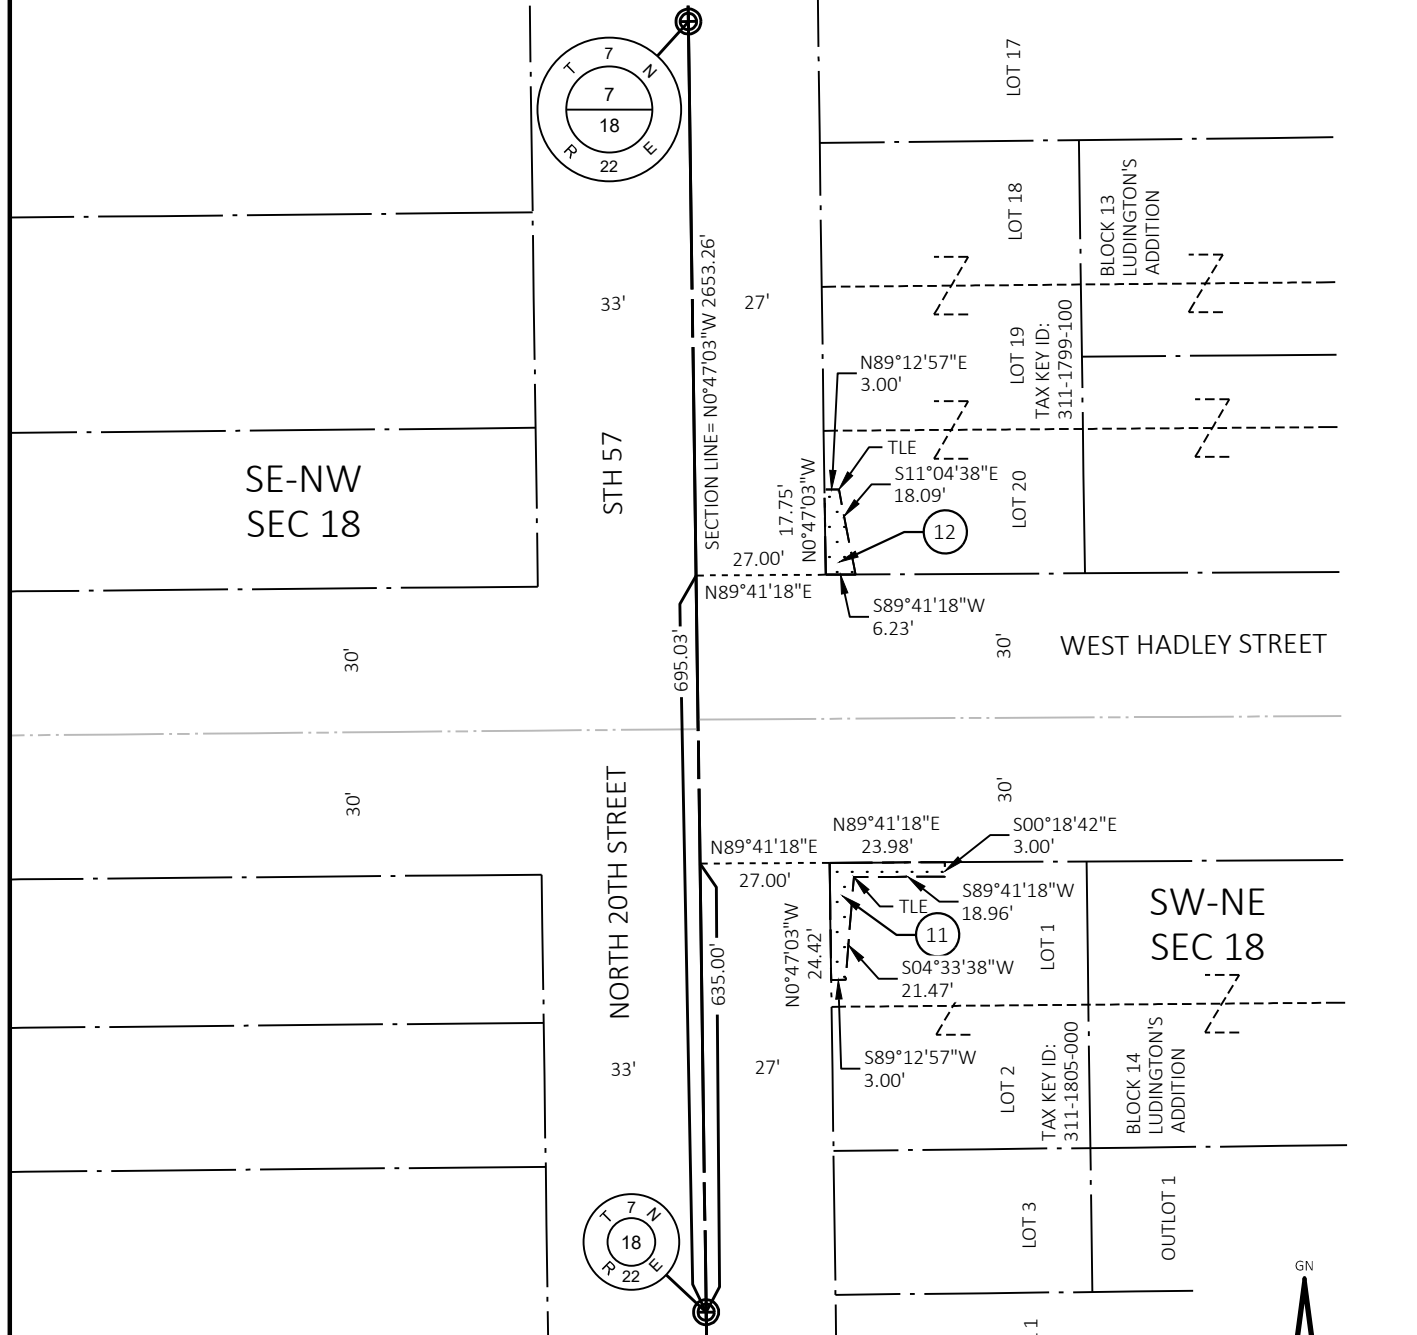 T 7 N
7
18
R 22 E
LOT 17
LOT 18
BLOCK 13
LUDINGTON'S
ADDITION
SECTION LINE= N0°47'03"W 2653.26'
33'
27'
LOT 19
TAX KEY ID:
311-1799-100
N89°12'57"E
3.00'
TLE
S11°04'38"E
18.09'
SE-NW
SEC 18
STH 57
17.75'
N0°47'03"W
LOT 20
12
27.00'
N89°41'18"E
S89°41'18"W
6.23'
30'
695.03'
30'
WEST HADLEY STREET
30'
NORTH 20TH STREET
30'
N89°41'18"E
27.00'
N89°41'18"E
23.98'
S00°18'42"E
3.00'
S89°41'18"W
18.96'
TLE
11
SW-NE
SEC 18
N0°47'03"W
24.42'
635.00'
LOT 1
S04°33'38"W
21.47'
S89°12'57"W
3.00'
33'
27'
LOT 2
TAX KEY ID:
311-1805-000
BLOCK 14
LUDINGTON'S
ADDITION
T 7 N
18
R 22 E
LOT 3
OUTLOT 1
GN